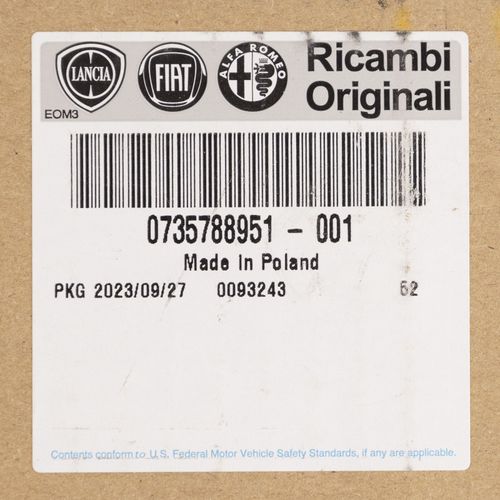 LANCIA FIAT ALFA ROMEO
Ricambi
Originali
EOM3
0735788951 - 001
Made In Poland
PKG 2023/09/27 0093243 52
Contents conform to U.S. Federal Motor Vehicle Safety Standards, if any are applicable.